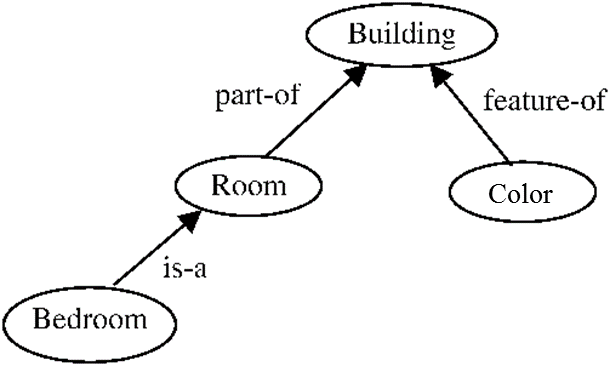 Building
part-of
feature-of
Room
Color
is-a
Bedroom